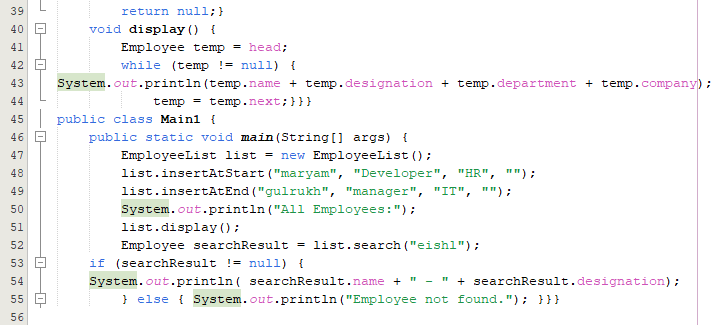 39 return null;}
40 void display() {
41 Employee temp = head;
42 while (temp != null) {
43 System.out.println(temp.name + temp.designation + temp.department + temp.company);
44 temp = temp.next;}}}
45 public class Main1 {
46 public static void main(String[] args) {
47 EmployeeList list = new EmployeeList();
48 list.insertAtStart("maryam", "Developer", "HR", "");
49 list.insertAtEnd("gulrukh", "manager", "IT", "");
50 System.out.println("All Employees:");
51 list.display();
52 Employee searchResult = list.search("eishl");
53 if (searchResult != null) {
54 System.out.println( searchResult.name + " - " + searchResult.designation);
55 } else { System.out.println("Employee not found."); }}}
56